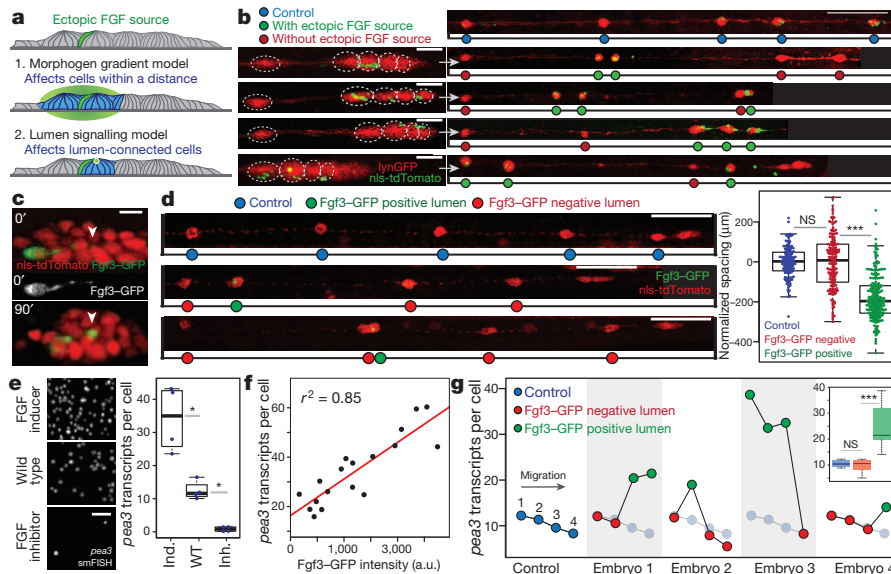 a
Ectopic FGF source
1. Morphogen gradient model
Affects cells within a distance
2. Lumen signalling model
Affects lumen-connected cells
b
Control
With ectopic FGF source
Without ectopic FGF source
lynGFP
nls-tdTomato
c
0′
nls-tdTomato Fgf3–GFP
0′
Fgf3–GFP
90′
d
Control
Fgf3–GFP positive lumen
Fgf3–GFP negative lumen
Fgf3–GFP
nls-tdTomato
Normalized spacing (μm)
0
−200
−400
NS
***
Control
Fgf3–GFP negative
Fgf3–GFP positive
e
FGF inducer
Wild type
FGF inhibitor
pea3 smFISH
pea3 transcripts per cell
40
30
20
10
0
*
*
Ind.
WT
Inh.
f
pea3 transcripts per cell
60
50
40
30
20
10
0
r² = 0.85
0
1,000
3,000
Fgf3–GFP intensity (a.u.)
g
pea3 transcripts per cell
40
30
20
10
Control
Fgf3–GFP negative lumen
Fgf3–GFP positive lumen
Migration
1
2
3
4
Control
Embryo 1
Embryo 2
Embryo 3
Embryo 4
40
30
20
10
NS
***